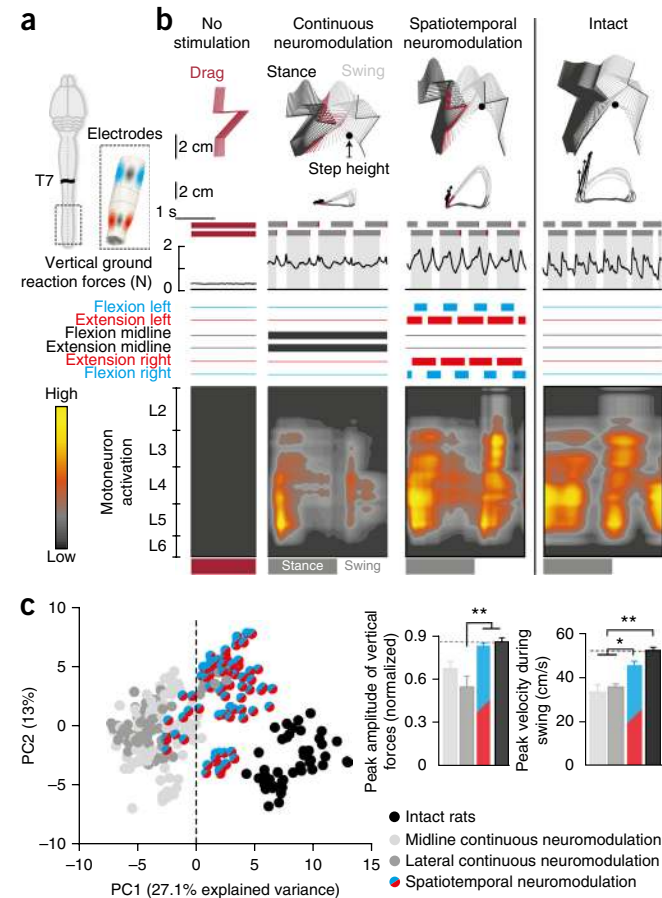 a
b
No
stimulation
Continuous
neuromodulation
Spatiotemporal
neuromodulation
Intact
Drag
Stance
Swing
Electrodes
2 cm
Step height
T7
2 cm
1 s
Vertical ground
reaction forces (N)
2
0
Flexion left
Extension left
Flexion midline
Extension midline
Extension right
Flexion right
High
Low
Motoneuron
activation
L2
L3
L4
L5
L6
Stance
Swing
c
10
5
0
−5
−10
PC2 (13%)
−10
−5
0
5
10
15
PC1 (27.1% explained variance)
Peak amplitude of vertical
forces (normalized)
0.9
0.6
0.3
0
**
Peak velocity during
swing (cm/s)
60
40
20
0
**
*
Intact rats
Midline continuous neuromodulation
Lateral continuous neuromodulation
Spatiotemporal neuromodulation